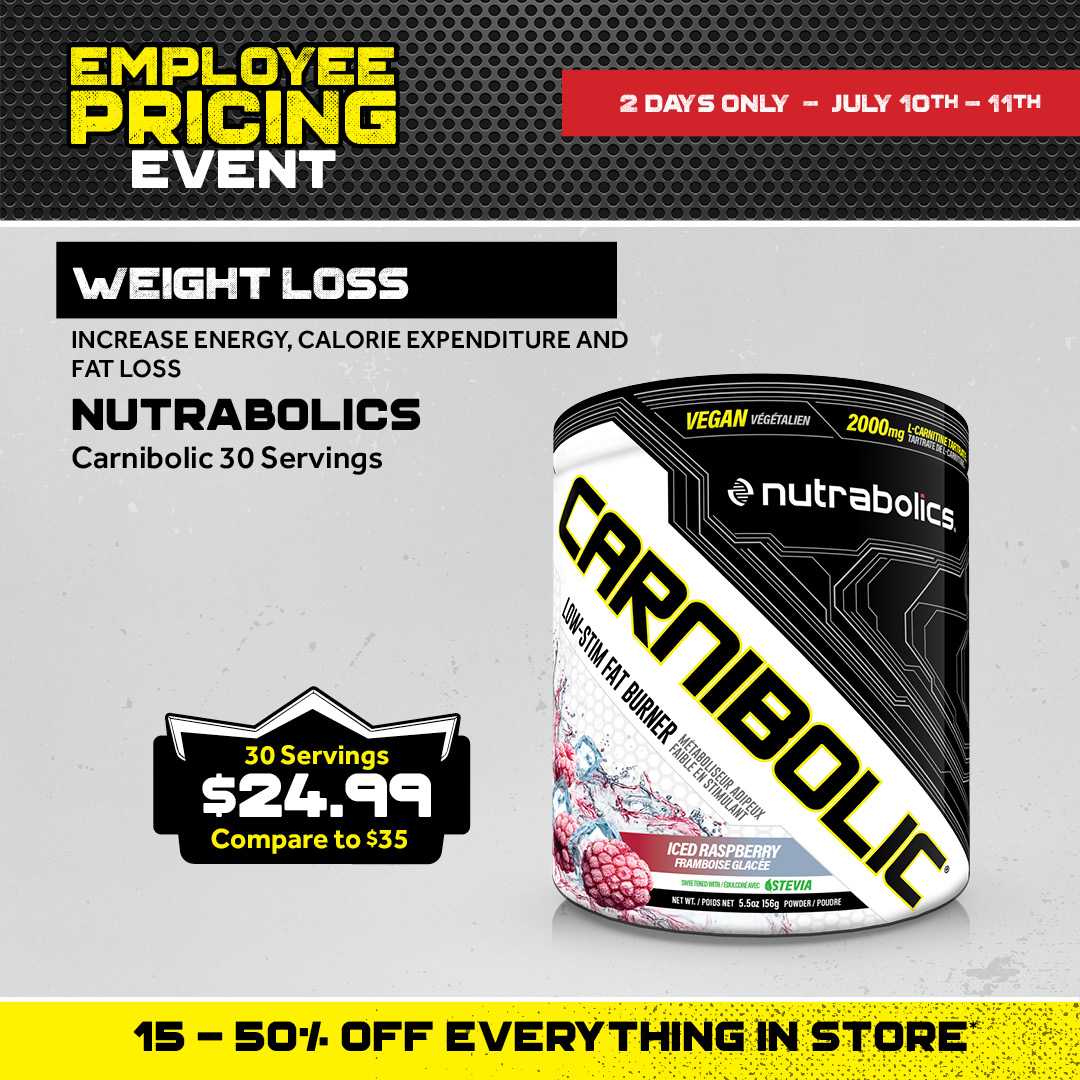 EMPLOYEE
PRICING
EVENT
2 DAYS ONLY – JULY 10TH – 11TH
WEIGHT LOSS
INCREASE ENERGY, CALORIE EXPENDITURE AND
FAT LOSS
NUTRABOLICS
Carnibolic 30 Servings
VEGAN VÉGÉTALIEN
2000mg L-CARNITINE TARTRATE
TARTRATE DE L-CARNITINE
nutrabolics.
CARNIBOLIC®
LOW-STIM FAT BURNER
MÉTABOLISEUR ADIPEUX
FAIBLE EN STIMULANT
ICED RASPBERRY
FRAMBOISE GLACÉE
SWEETENED WITH / ÉDULCORÉ AVEC STEVIA
NET WT. / POIDS NET 5.5oz 156g POWDER / POUDRE
30 Servings
$24.99
Compare to $35
15 – 50% OFF EVERYTHING IN STORE*